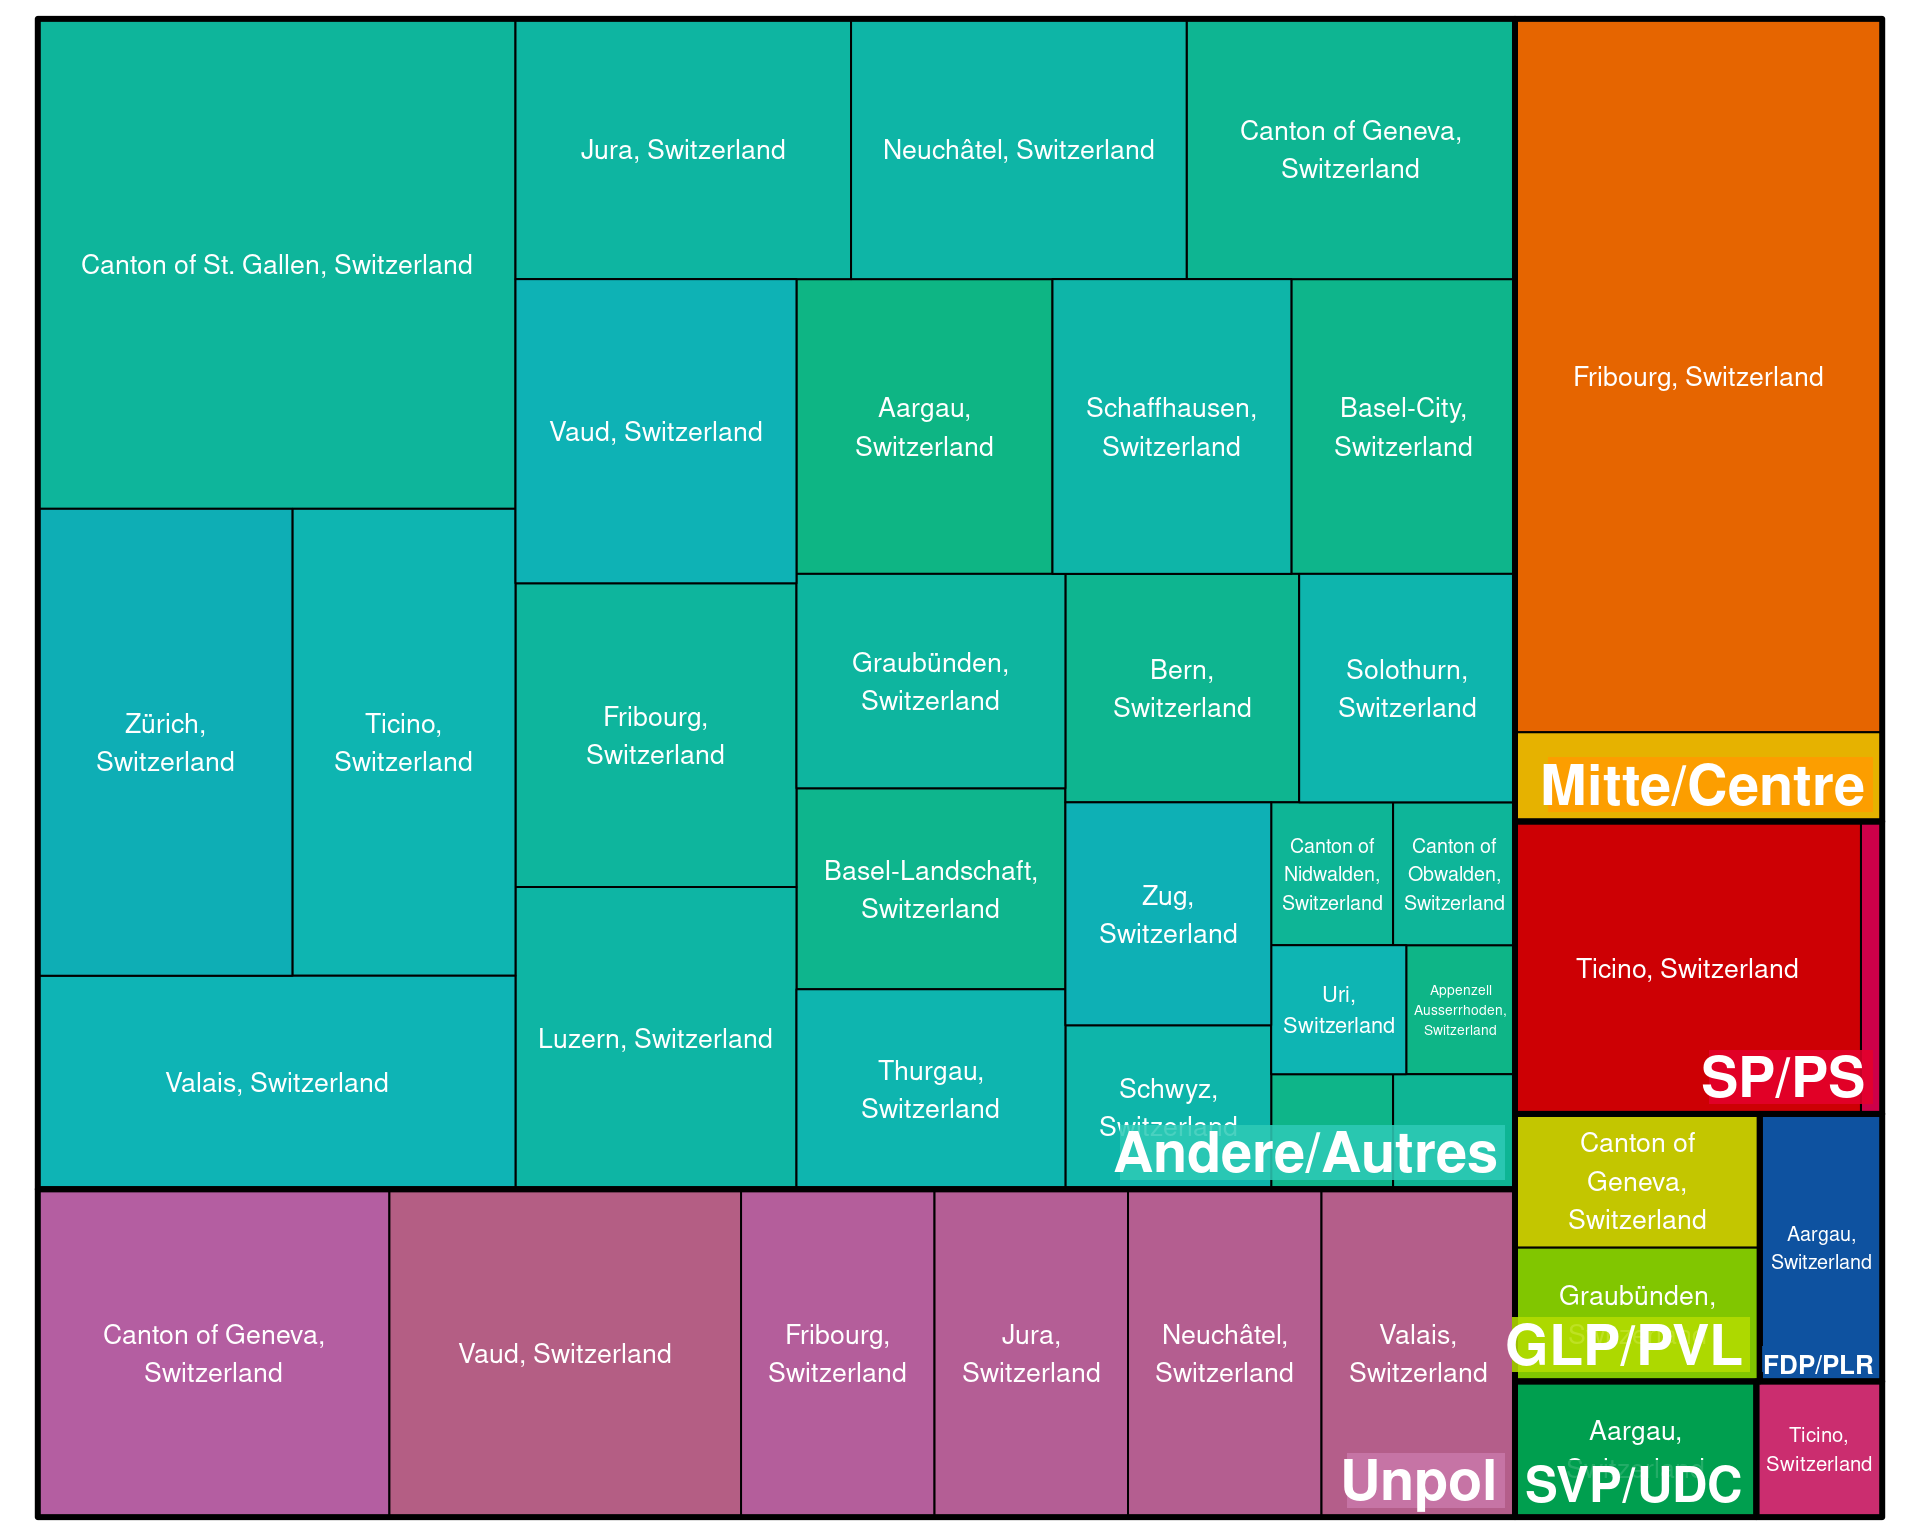 Canton of St. Gallen, Switzerland
Jura, Switzerland
Neuchâtel, Switzerland
Canton of Geneva,
Switzerland
Fribourg, Switzerland
Vaud, Switzerland
Aargau,
Switzerland
Schaffhausen,
Switzerland
Basel-City,
Switzerland
Zürich,
Switzerland
Ticino,
Switzerland
Fribourg,
Switzerland
Graubünden,
Switzerland
Bern,
Switzerland
Solothurn,
Switzerland
Mitte/Centre
Basel-Landschaft,
Switzerland
Zug,
Switzerland
Canton of
Nidwalden,
Switzerland
Canton of
Obwalden,
Switzerland
Ticino, Switzerland
Uri,
Switzerland
Appenzell
Ausserrhoden,
Switzerland
Valais, Switzerland
Luzern, Switzerland
Thurgau,
Switzerland
Schwyz,
Switzerland
Andere/Autres
SP/PS
Canton of
Geneva,
Switzerland
Aargau,
Switzerland
Graubünden,
GLP/PVL
FDP/PLR
Canton of Geneva,
Switzerland
Vaud, Switzerland
Fribourg,
Switzerland
Jura,
Switzerland
Neuchâtel,
Switzerland
Valais,
Switzerland
Unpol
Aargau,
Switzerland
SVP/UDC
Ticino,
Switzerland